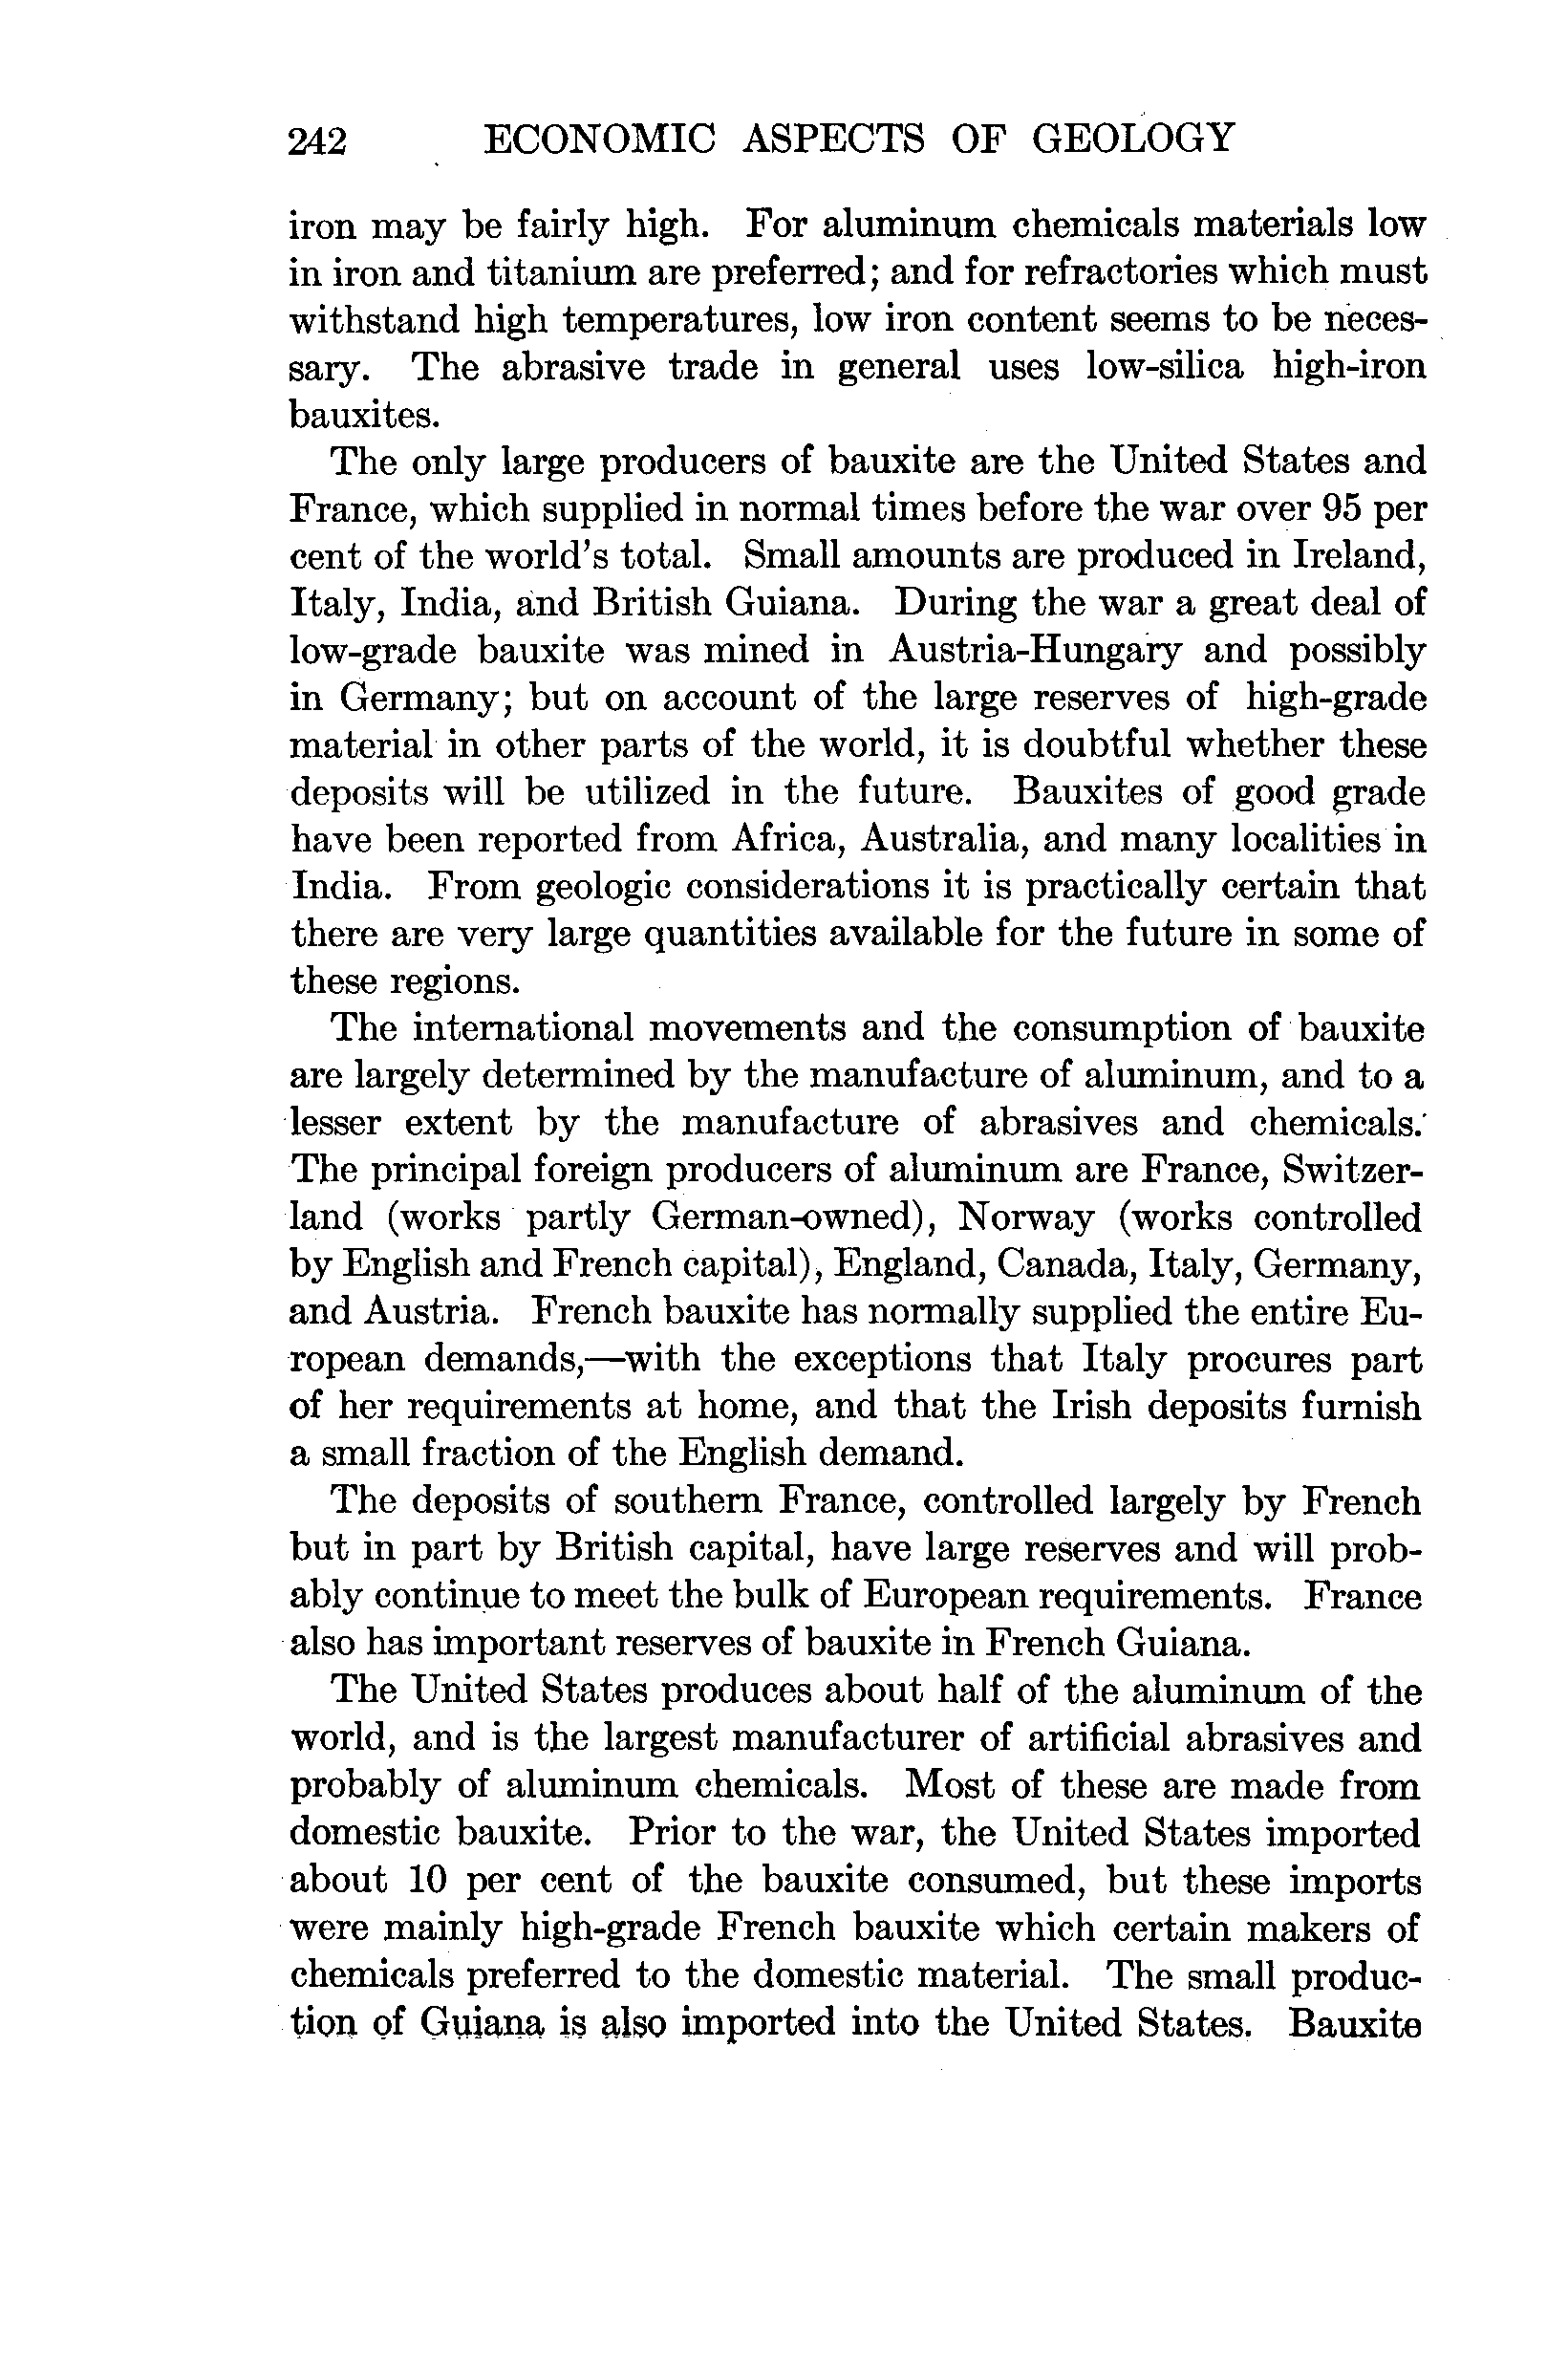 242 ECONOMIC ASPECTS OF GEOLOGY
iron may be fairly high. For aluminum chemicals materials low
in iron and titanium are preferred; and for refractories which must
withstand high temperatures, low iron content seems to be neces-
sary. The abrasive trade in general uses low-silica high-iron
bauxites.
The only large producers of bauxite are the United States and
France, which supplied in normal times before the war over 95 per
cent of the world's total. Small amounts are produced in Ireland,
Italy, India, and British Guiana. During the war a great deal of
low-grade bauxite was mined in Austria-Hungary and possibly
in Germany; but on account of the large reserves of high-grade
material in other parts of the world, it is doubtful whether these
deposits will be utilized in the future. Bauxites of good grade
have been reported from Africa, Australia, and many localities in
India. From geologic considerations it is practically certain that
there are very large quantities available for the future in some of
these regions.
The international movements and the consumption of bauxite
are largely determined by the manufacture of aluminum, and to a
lesser extent by the manufacture of abrasives and chemicals.
The principal foreign producers of aluminum are France, Switzer-
land (works partly German-owned), Norway (works controlled
by English and French capital), England, Canada, Italy, Germany,
and Austria. French bauxite has normally supplied the entire Eu-
ropean demands,—with the exceptions that Italy procures part
of her requirements at home, and that the Irish deposits furnish
a small fraction of the English demand.
The deposits of southern France, controlled largely by French
but in part by British capital, have large reserves and will prob-
ably continue to meet the bulk of European requirements. France
also has important reserves of bauxite in French Guiana.
The United States produces about half of the aluminum of the
world, and is the largest manufacturer of artificial abrasives and
probably of aluminum chemicals. Most of these are made from
domestic bauxite. Prior to the war, the United States imported
about 10 per cent of the bauxite consumed, but these imports
were mainly high-grade French bauxite which certain makers of
chemicals preferred to the domestic material. The small produc-
tion of Guiana is also imported into the United States. Bauxite